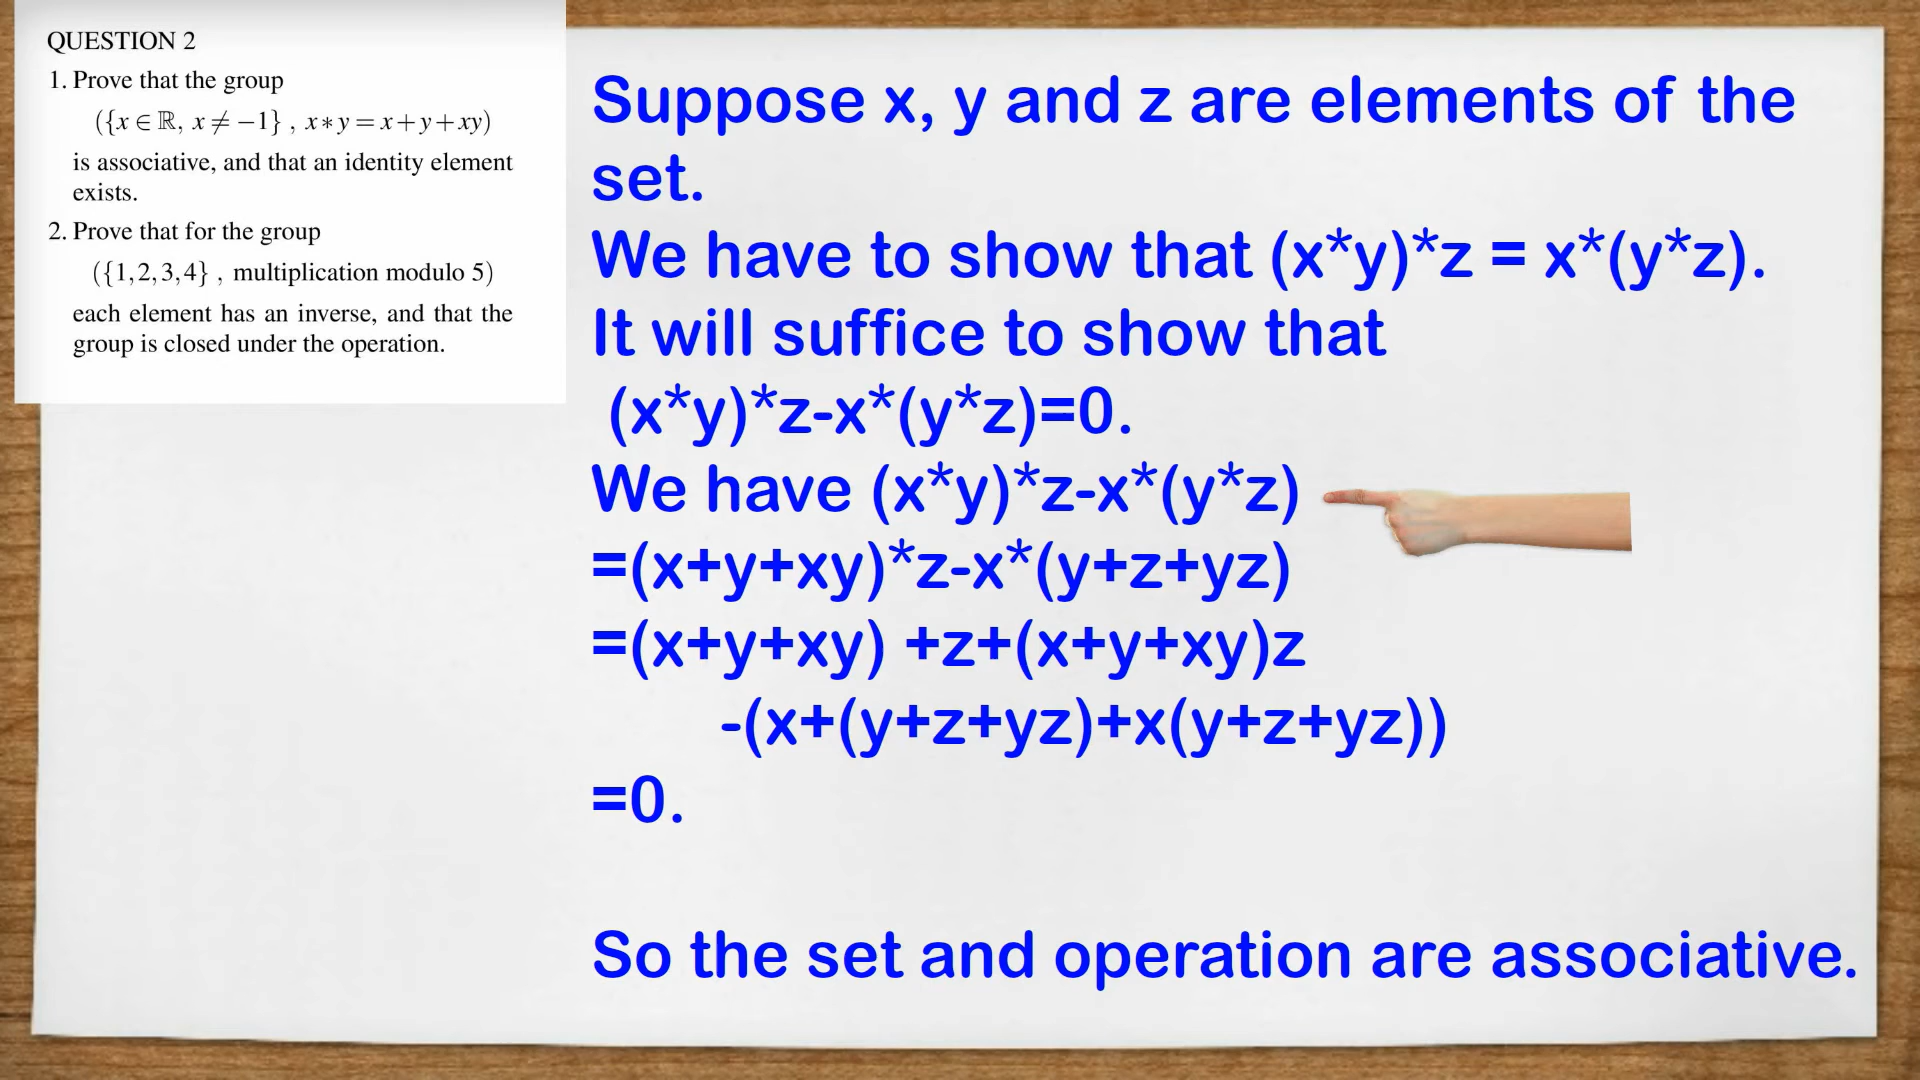 QUESTION 2
1. Prove that the group
({x ∈ ℝ, x ≠ −1} , x∗y = x+y+xy)
is associative, and that an identity element
exists.
2. Prove that for the group
({1,2,3,4} , multiplication modulo 5)
each element has an inverse, and that the
group is closed under the operation.
Suppose x, y and z are elements of the
set.
We have to show that (x*y)*z = x*(y*z).
It will suffice to show that
(x*y)*z-x*(y*z)=0.
We have (x*y)*z-x*(y*z)
=(x+y+xy)*z-x*(y+z+yz)
=(x+y+xy) +z+(x+y+xy)z
-(x+(y+z+yz)+x(y+z+yz))
=0.
So the set and operation are associative.